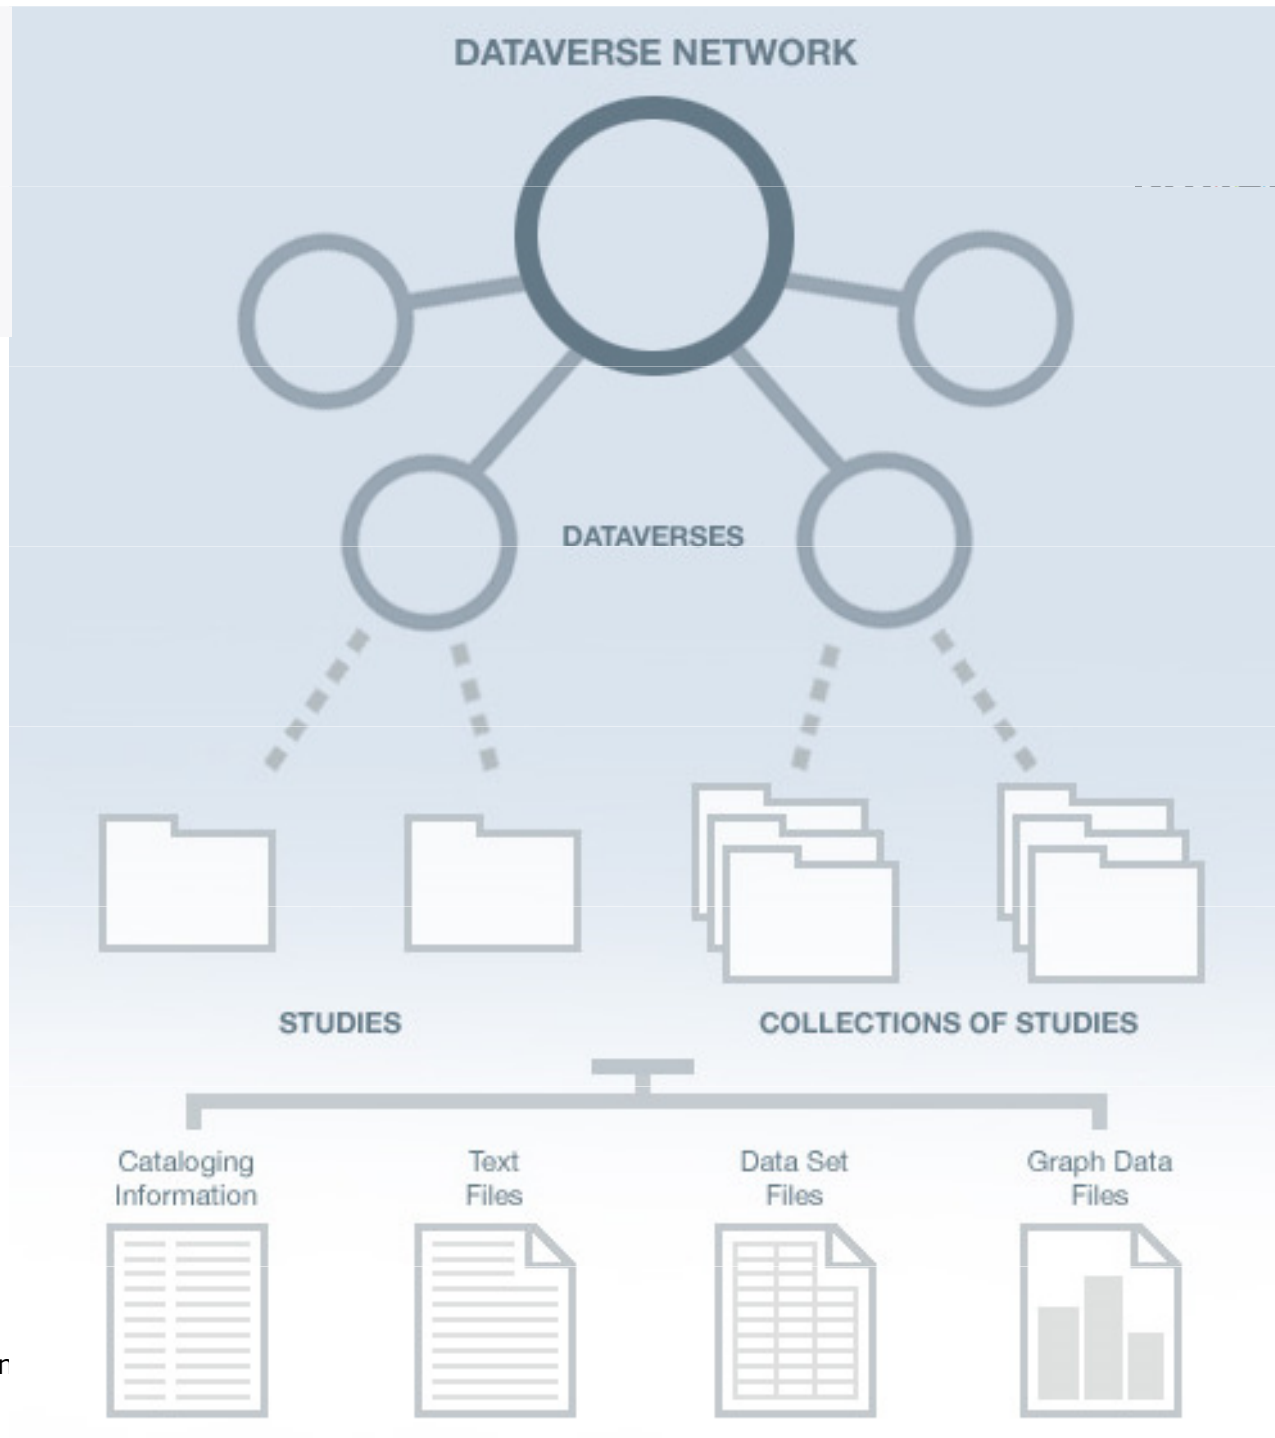 DATAVERSE NETWORK
DATAVERSES
STUDIES
COLLECTIONS OF STUDIES
Cataloging
Information
Text
Files
Data Set
Files
Graph Data
Files